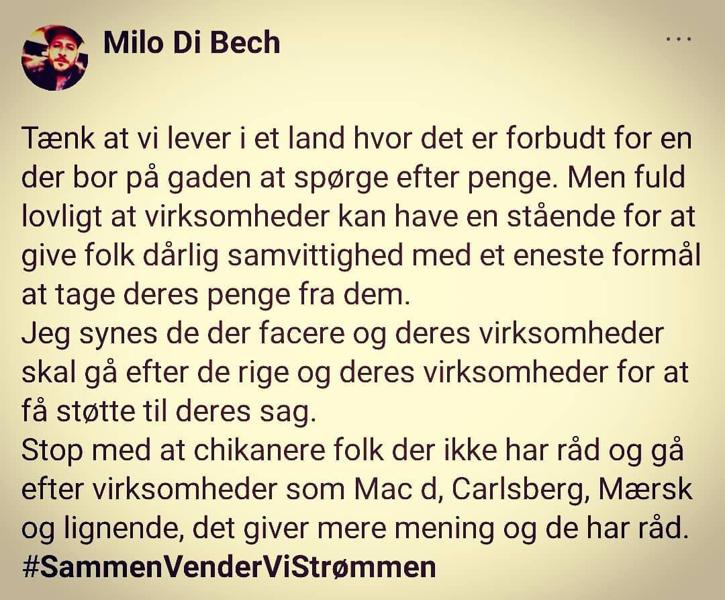 Milo Di Bech
Tænk at vi lever i et land hvor det er forbudt for en
der bor på gaden at spørge efter penge. Men fuld
lovligt at virksomheder kan have en stående for at
give folk dårlig samvittighed med et eneste formål
at tage deres penge fra dem.
Jeg synes de der facere og deres virksomheder
skal gå efter de rige og deres virksomheder for at
få støtte til deres sag.
Stop med at chikanere folk der ikke har råd og gå
efter virksomheder som Mac d, Carlsberg, Mærsk
og lignende, det giver mere mening og de har råd.
#SammenVenderViStrømmen